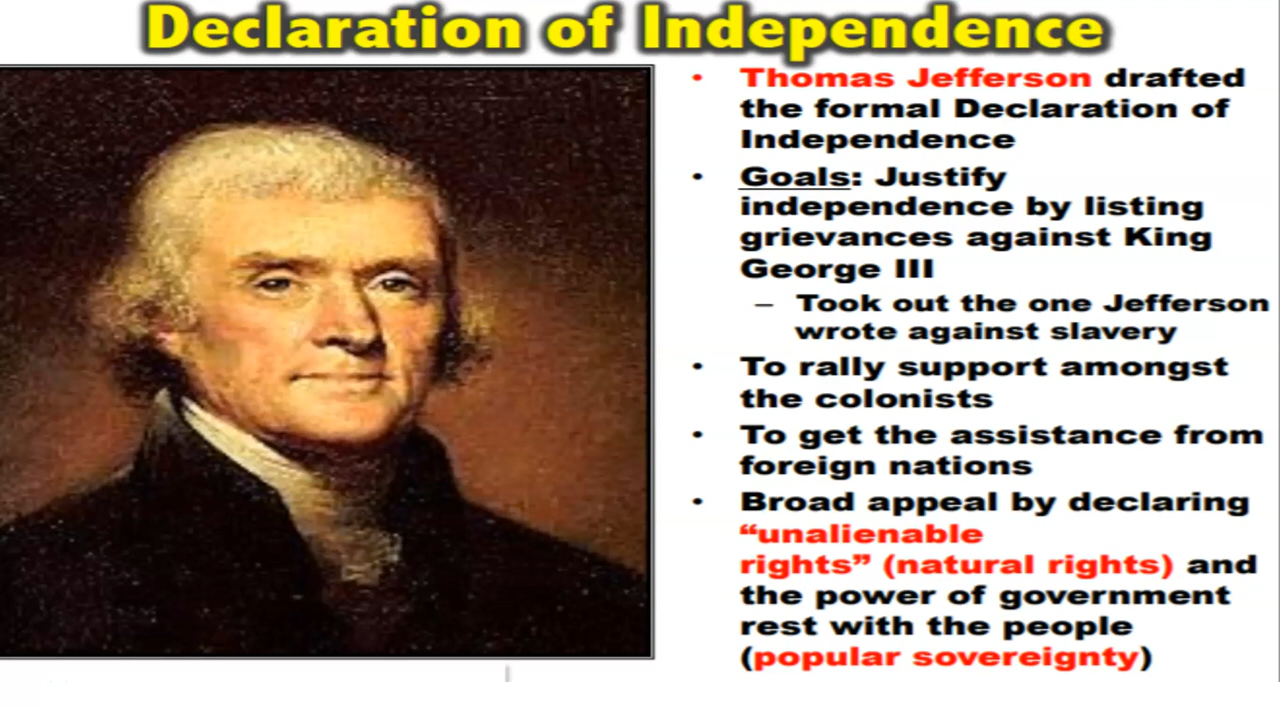 Declaration of Independence
• Thomas Jefferson drafted
the formal Declaration of
Independence
• Goals: Justify
independence by listing
grievances against King
George III
– Took out the one Jefferson
wrote against slavery
• To rally support amongst
the colonists
• To get the assistance from
foreign nations
• Broad appeal by declaring
“unalienable
rights” (natural rights) and
the power of government
rest with the people
(popular sovereignty)